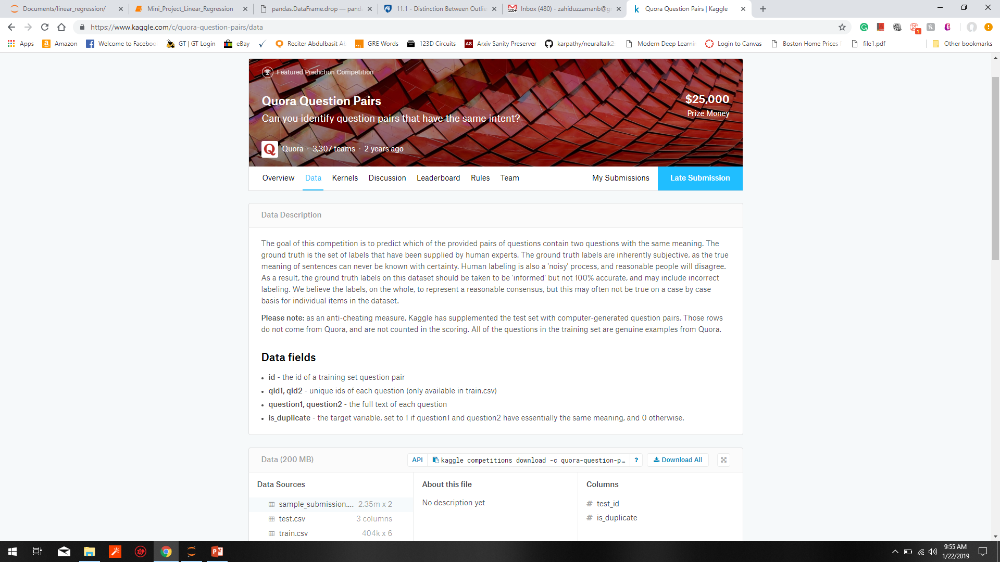 Documents/linear_regression/
Mini_Project_Linear_Regression
pandas.DataFrame.drop — panda
11.1 - Distinction Between Outlie
Inbox (480) - zahiduzzamanb@g
Quora Question Pairs | Kaggle
https://www.kaggle.com/c/quora-question-pairs/data
1
Apps
Amazon
Welcome to Faceboo
GT | GT Login
eBay
Reciter Abdulbasit Ab
GRE Words
123D Circuits
AS
Arxiv Sanity Preserver
karpathy/neuraltalk2:
Modern Deep Learnin
Login to Canvas
Boston Home Prices
file1.pdf
Other bookmarks
Featured Prediction Competition
Quora Question Pairs
Can you identify question pairs that have the same intent?
$25,000
Prize Money
Q
Quora · 3,307 teams · 2 years ago
Overview
Data
Kernels
Discussion
Leaderboard
Rules
Team
My Submissions
Late Submission
Data Description
The goal of this competition is to predict which of the provided pairs of questions contain two questions with the same meaning. The
ground truth is the set of labels that have been supplied by human experts. The ground truth labels are inherently subjective, as the true
meaning of sentences can never be known with certainty. Human labeling is also a 'noisy' process, and reasonable people will disagree.
As a result, the ground truth labels on this dataset should be taken to be 'informed' but not 100% accurate, and may include incorrect
labeling. We believe the labels, on the whole, to represent a reasonable consensus, but this may often not be true on a case by case
basis for individual items in the dataset.
Please note: as an anti-cheating measure, Kaggle has supplemented the test set with computer-generated question pairs. Those rows
do not come from Quora, and are not counted in the scoring. All of the questions in the training set are genuine examples from Quora.
Data fields
• id - the id of a training set question pair
• qid1, qid2 - unique ids of each question (only available in train.csv)
• question1, question2 - the full text of each question
• is_duplicate - the target variable, set to 1 if question1 and question2 have essentially the same meaning, and 0 otherwise.
Data (200 MB)
API
kaggle competitions download -c quora-question-p…
?
Download All
Data Sources
sample_submission.... 2.35m x 2
test.csv 3 columns
train.csv 404k x 6
About this file
No description yet
Columns
# test_id
# is_duplicate
9:55 AM
1/22/2019